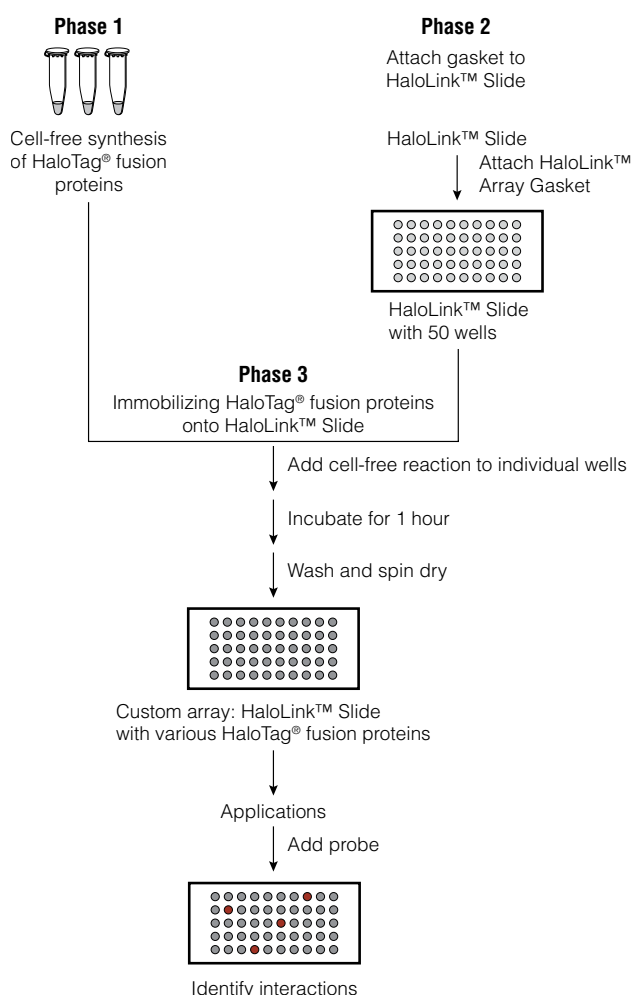 Phase 1
Cell-free synthesis
of HaloTag® fusion
proteins
Phase 2
Attach gasket to
HaloLink™ Slide
HaloLink™ Slide
Attach HaloLink™
Array Gasket
HaloLink™ Slide
with 50 wells
Phase 3
Immobilizing HaloTag® fusion proteins
onto HaloLink™ Slide
Add cell-free reaction to individual wells
Incubate for 1 hour
Wash and spin dry
Custom array: HaloLink™ Slide
with various HaloTag® fusion proteins
Applications
Add probe
Identify interactions